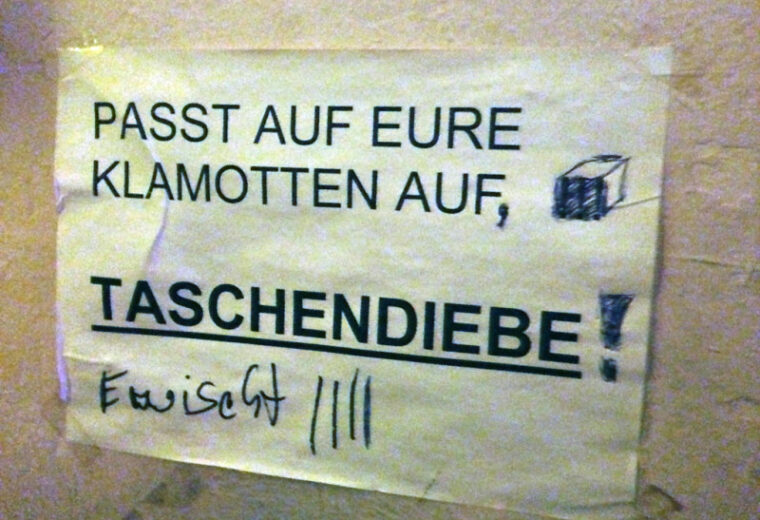 PASST AUF EURE
KLAMOTTEN AUF,
TASCHENDIEBE!
Erwischt |||||